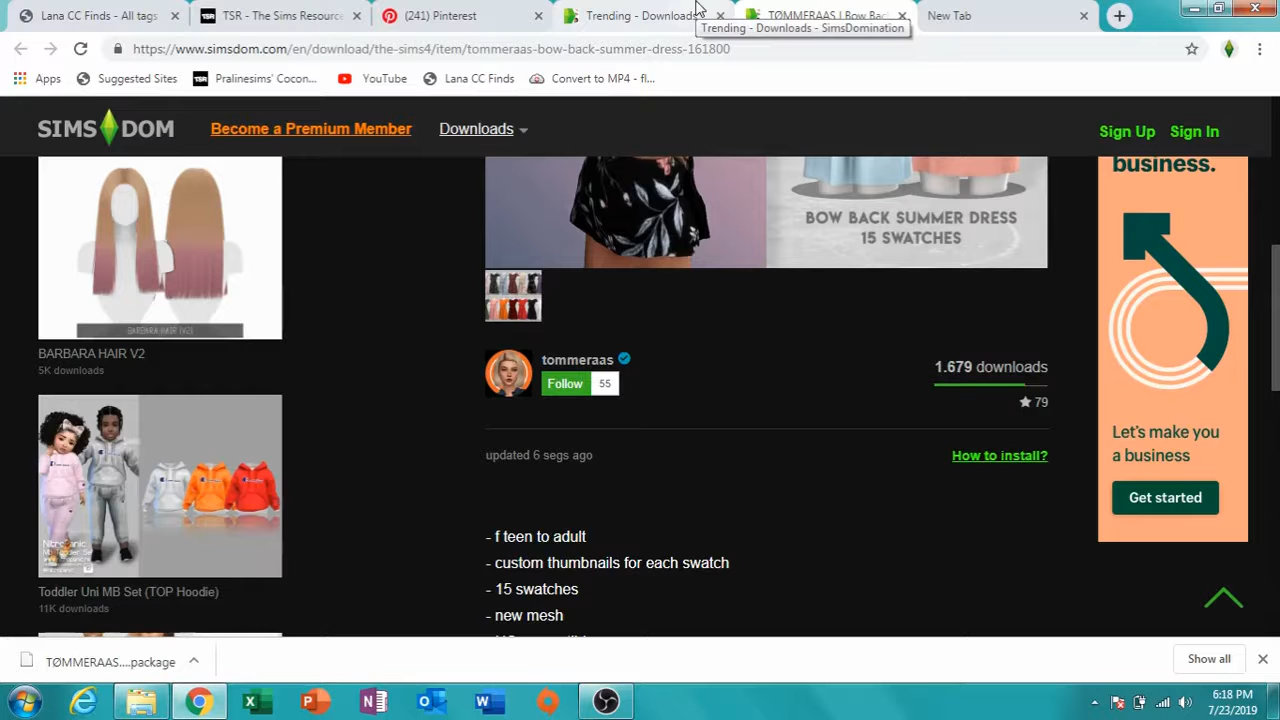 Lana CC Finds - All tags
TSR - The Sims Resource
(241) Pinterest
Trending - Downloads
TØMMERAAS | Bow Bac
New Tab
Trending - Downloads - SimsDomination
https://www.simsdom.com/en/download/the-sims4/item/tommeraas-bow-back-summer-dress-161800
Apps
Suggested Sites
TSR
Pralinesims' Cocon...
YouTube
Lana CC Finds
Convert to MP4 - fl...
SIMS DOM
Become a Premium Member
Downloads
Sign Up
Sign In
business.
BOW BACK SUMMER DRESS
15 SWATCHES
BARBARA HAIR (V2)
BARBARA HAIR V2
5K downloads
tommeraas
Follow
55
1.679 downloads
79
updated 6 segs ago
How to install?
Let's make you
a business
Get started
Toddler Uni MB Set (TOP Hoodie)
11K downloads
- f teen to adult
- custom thumbnails for each swatch
- 15 swatches
- new mesh
TØMMERAAS....package
Show all
6:18 PM
7/23/2019